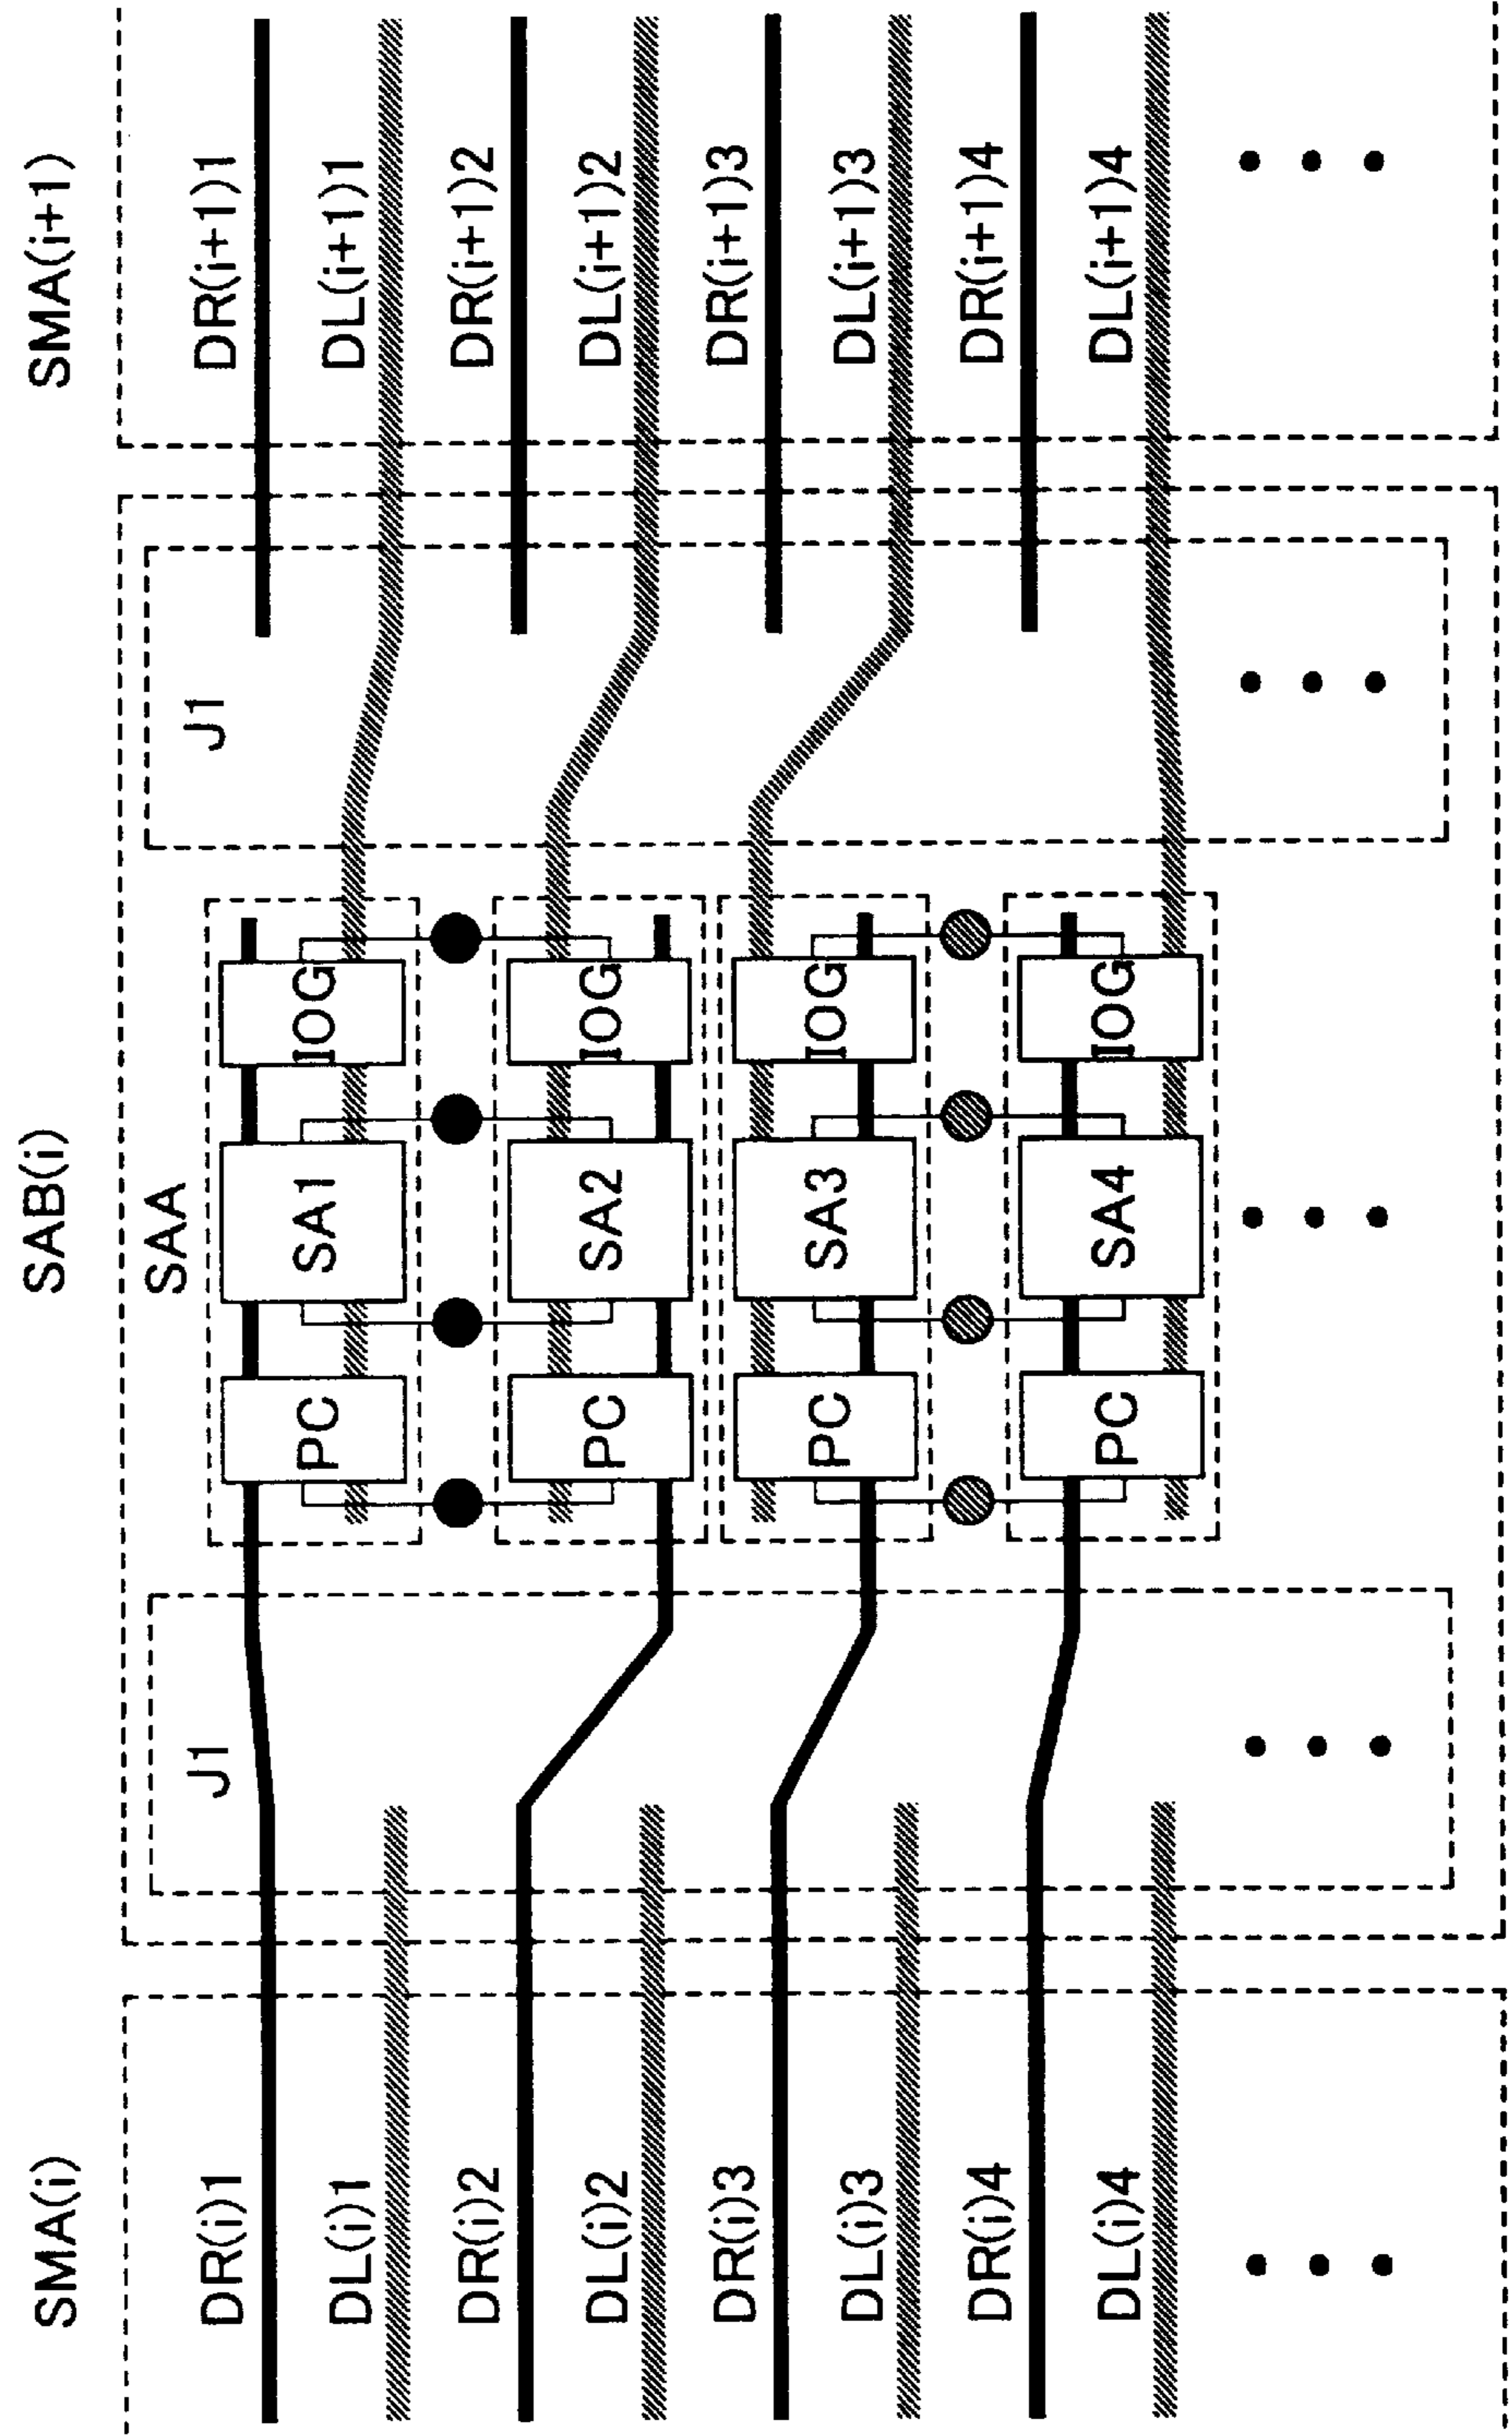 SMA(i)
SAB(i)
SMA(i+1)
SAA
J1
J1
DR(i)1
DL(i)1
DR(i)2
DL(i)2
DR(i)3
DL(i)3
DR(i)4
DL(i)4
PC
SA1
IOG
PC
SA2
IOG
PC
SA3
IOG
PC
SA4
IOG
DR(i+1)1
DL(i+1)1
DR(i+1)2
DL(i+1)2
DR(i+1)3
DL(i+1)3
DR(i+1)4
DL(i+1)4